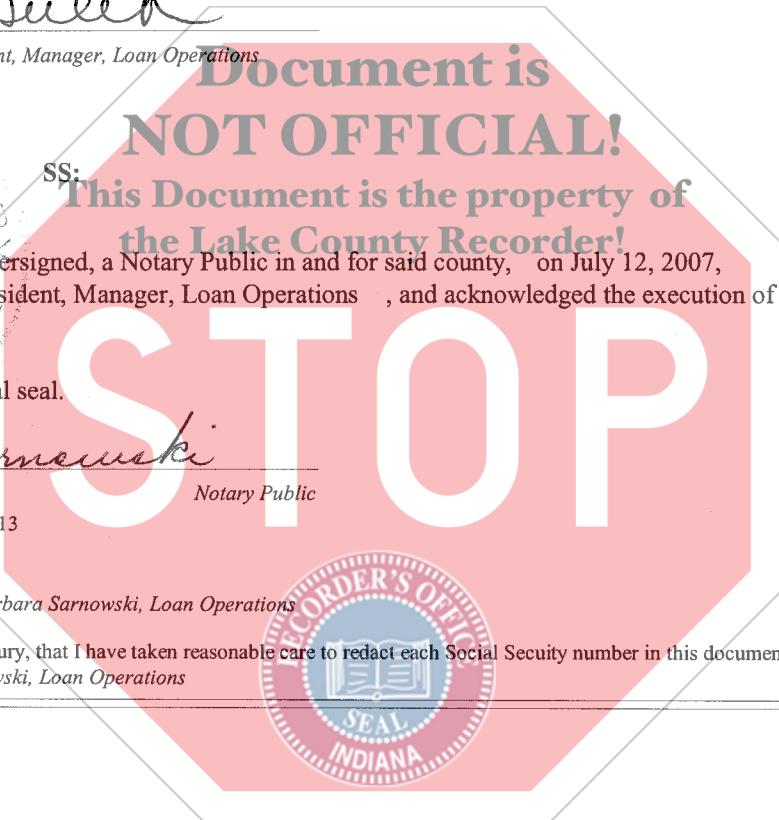 nt, Manager, Loan Operations
Document is
NOT OFFICIAL!
SS:
This Document is the property of
the Lake County Recorder!
ersigned, a Notary Public in and for said county, on July 12, 2007,
sident, Manager, Loan Operations , and acknowledged the execution of
STOP
l seal.
rnowski
Notary Public
13
rbara Sarnowski, Loan Operations
RECORDER'S OFFICE
ury, that I have taken reasonable care to redact each Social Secuity number in this documen
wski, Loan Operations
SEAL
INDIANA